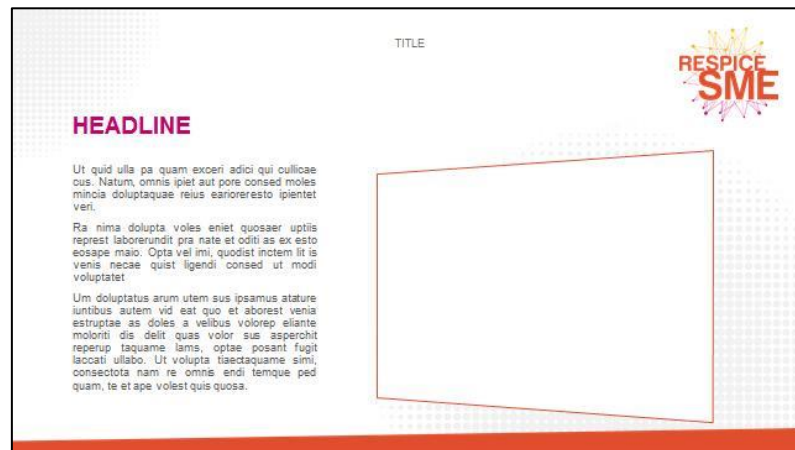 TITLE
RESPICE
SME
HEADLINE
Ut quid ulla pa quam exceri adici qui cullicae
cus. Natum, omnis ipiet aut pore consed moles
mincia doluptaquae reius earioreresto ipientet
veri.
Ra nima dolupta voles eniet quosaer uptiis
represt laborerundit pra nate et oditi as ex esto
eosape maio. Opta vel imi, quodist inctem lit is
venis necae quist ligendi consed ut modi
voluptatet
Um doluptatus arum utem sus ipsamus atature
iuntibus autem vid eat quo et aborest venia
estruptae as doles a velibus volorep eliante
moloriti dis delit quas volor sus asperchit
reperup taquame lams, optae posant fugit
laccati ullabo. Ut volupta tiaectaquame simi,
consectota nam re omnis endi temque ped
quam, te et ape volest quis quosa.